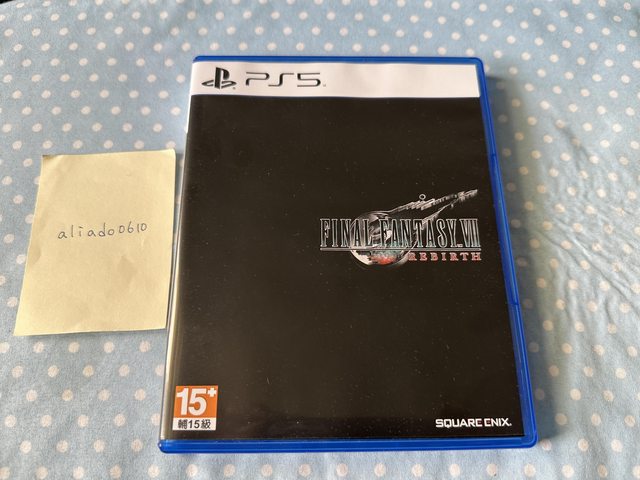 PS5
aliado0610
FINAL FANTASY VII
REBIRTH
15+
輔15級
SQUARE ENIX